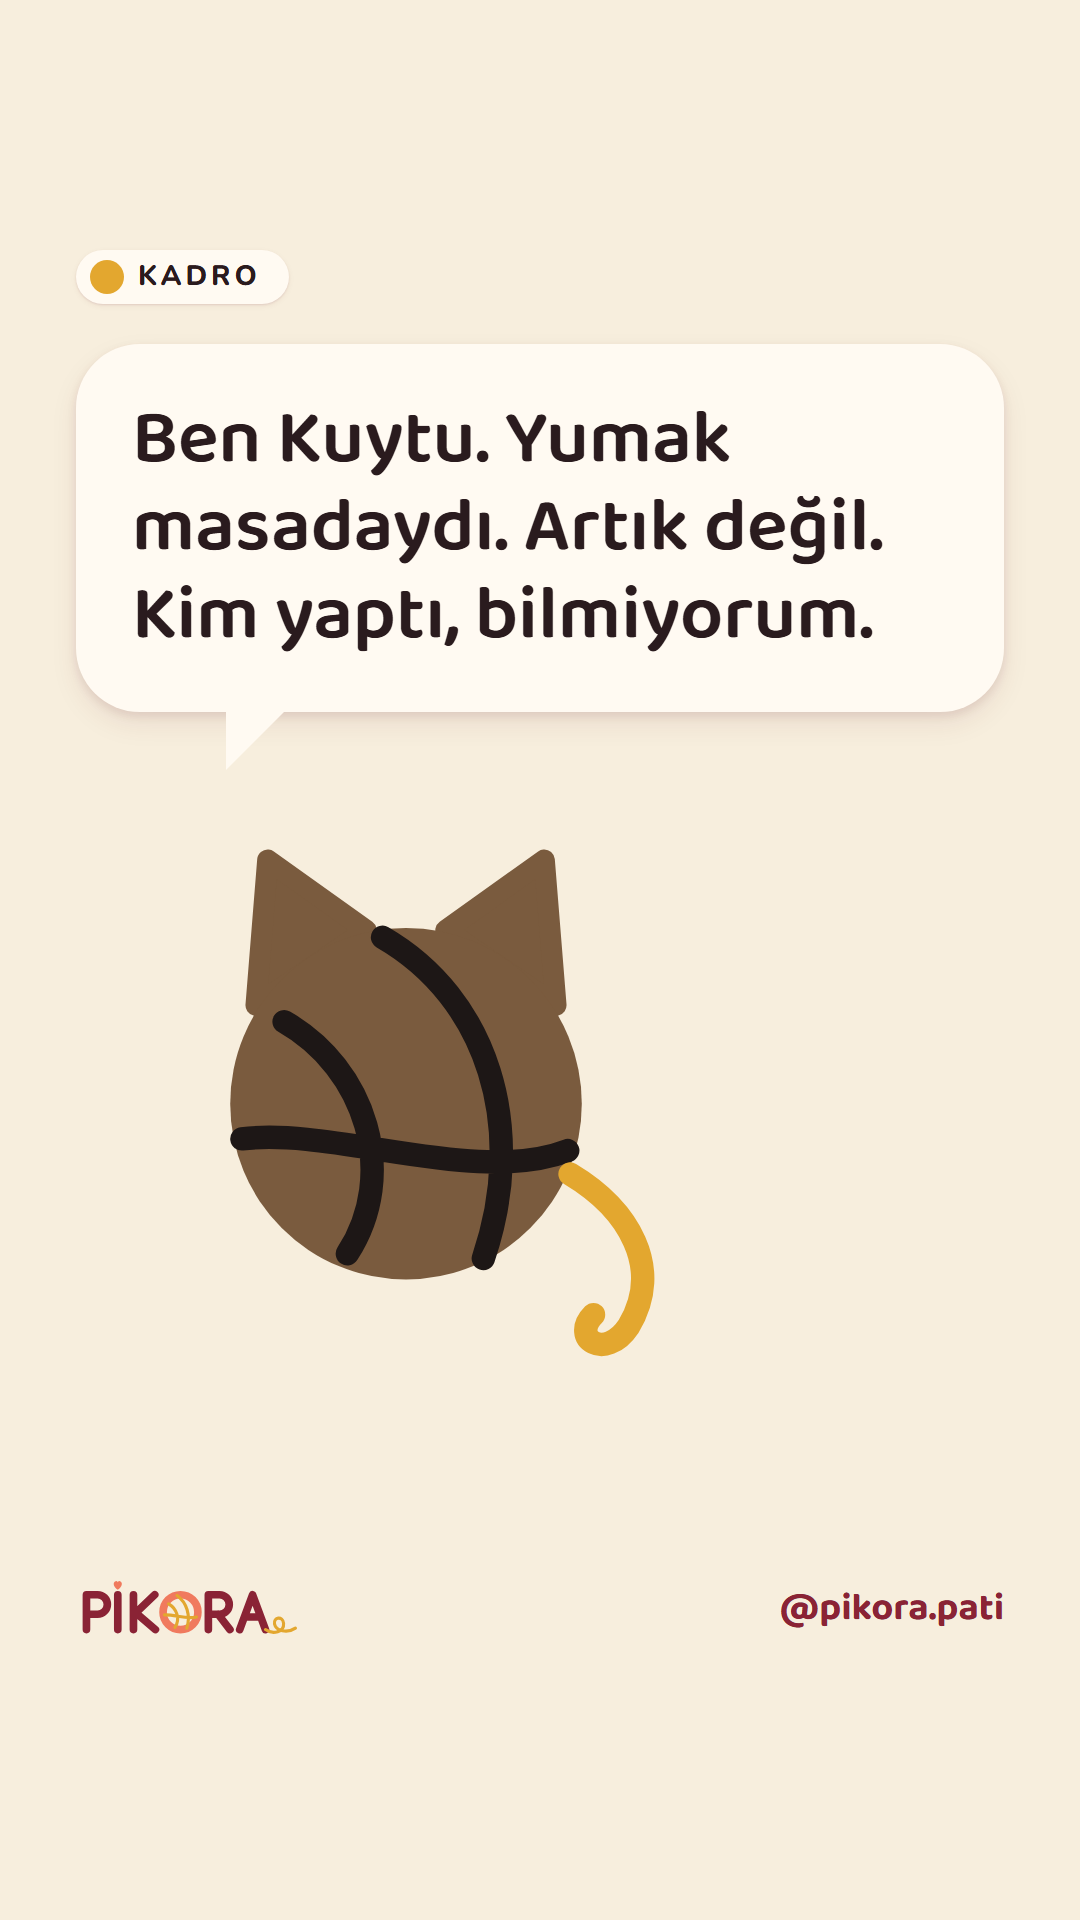 KADRO
Ben Kuytu. Yumak
masadaydı. Artık değil.
Kim yaptı, bilmiyorum.
PİKORA
@pikora.pati